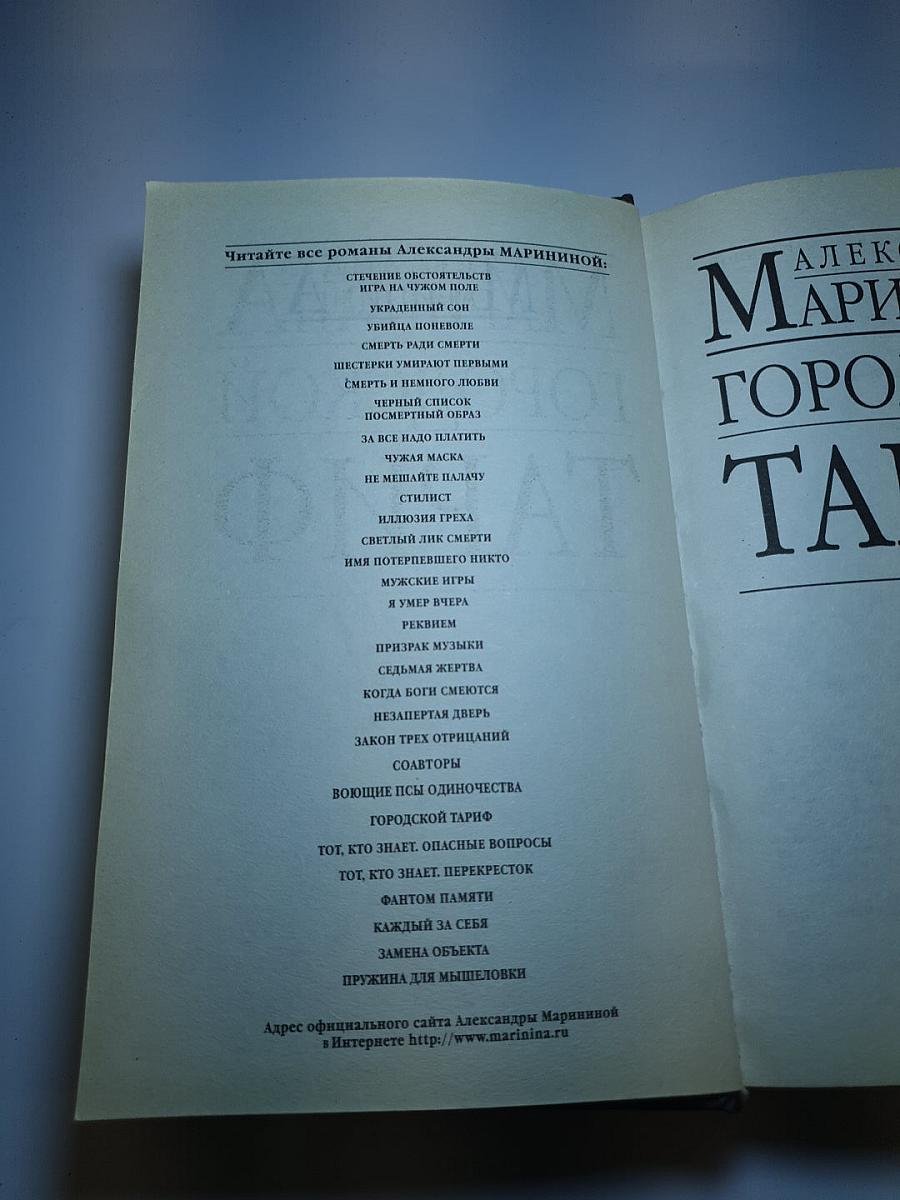 Читайте все романы Александры МАРИНИНОЙ:
СТЕЧЕНИЕ ОБСТОЯТЕЛЬСТВ
ИГРА НА ЧУЖОМ ПОЛЕ
УКРАДЕННЫЙ СОН
УБИЙЦА ПОНЕВОЛЕ
СМЕРТЬ РАДИ СМЕРТИ
ШЕСТЕРКИ УМИРАЮТ ПЕРВЫМИ
СМЕРТЬ И НЕМНОГО ЛЮБВИ
ЧЕРНЫЙ СПИСОК
ПОСМЕРТНЫЙ ОБРАЗ
ЗА ВСЕ НАДО ПЛАТИТЬ
ЧУЖАЯ МАСКА
НЕ МЕШАЙТЕ ПАЛАЧУ
СТИЛИСТ
ИЛЛЮЗИЯ ГРЕХА
СВЕТЛЫЙ ЛИК СМЕРТИ
ИМЯ ПОТЕРПЕВШЕГО НИКТО
МУЖСКИЕ ИГРЫ
Я УМЕР ВЧЕРА
РЕКВИЕМ
ПРИЗРАК МУЗЫКИ
СЕДЬМАЯ ЖЕРТВА
КОГДА БОГИ СМЕЮТСЯ
НЕЗАПЕРТАЯ ДВЕРЬ
ЗАКОН ТРЕХ ОТРИЦАНИЙ
СОАВТОРЫ
ВОЮЩИЕ ПСЫ ОДИНОЧЕСТВА
ГОРОДСКОЙ ТАРИФ
ТОТ, КТО ЗНАЕТ. ОПАСНЫЕ ВОПРОСЫ
ТОТ, КТО ЗНАЕТ. ПЕРЕКРЕСТОК
ФАНТОМ ПАМЯТИ
КАЖДЫЙ ЗА СЕБЯ
ЗАМЕНА ОБЪЕКТА
ПРУЖИНА ДЛЯ МЫШЕЛОВКИ
Адрес официального сайта Александры Марининой
в Интернете http://www.marinina.ru
АЛЕКС
МАРИ
ГОРО
ТА